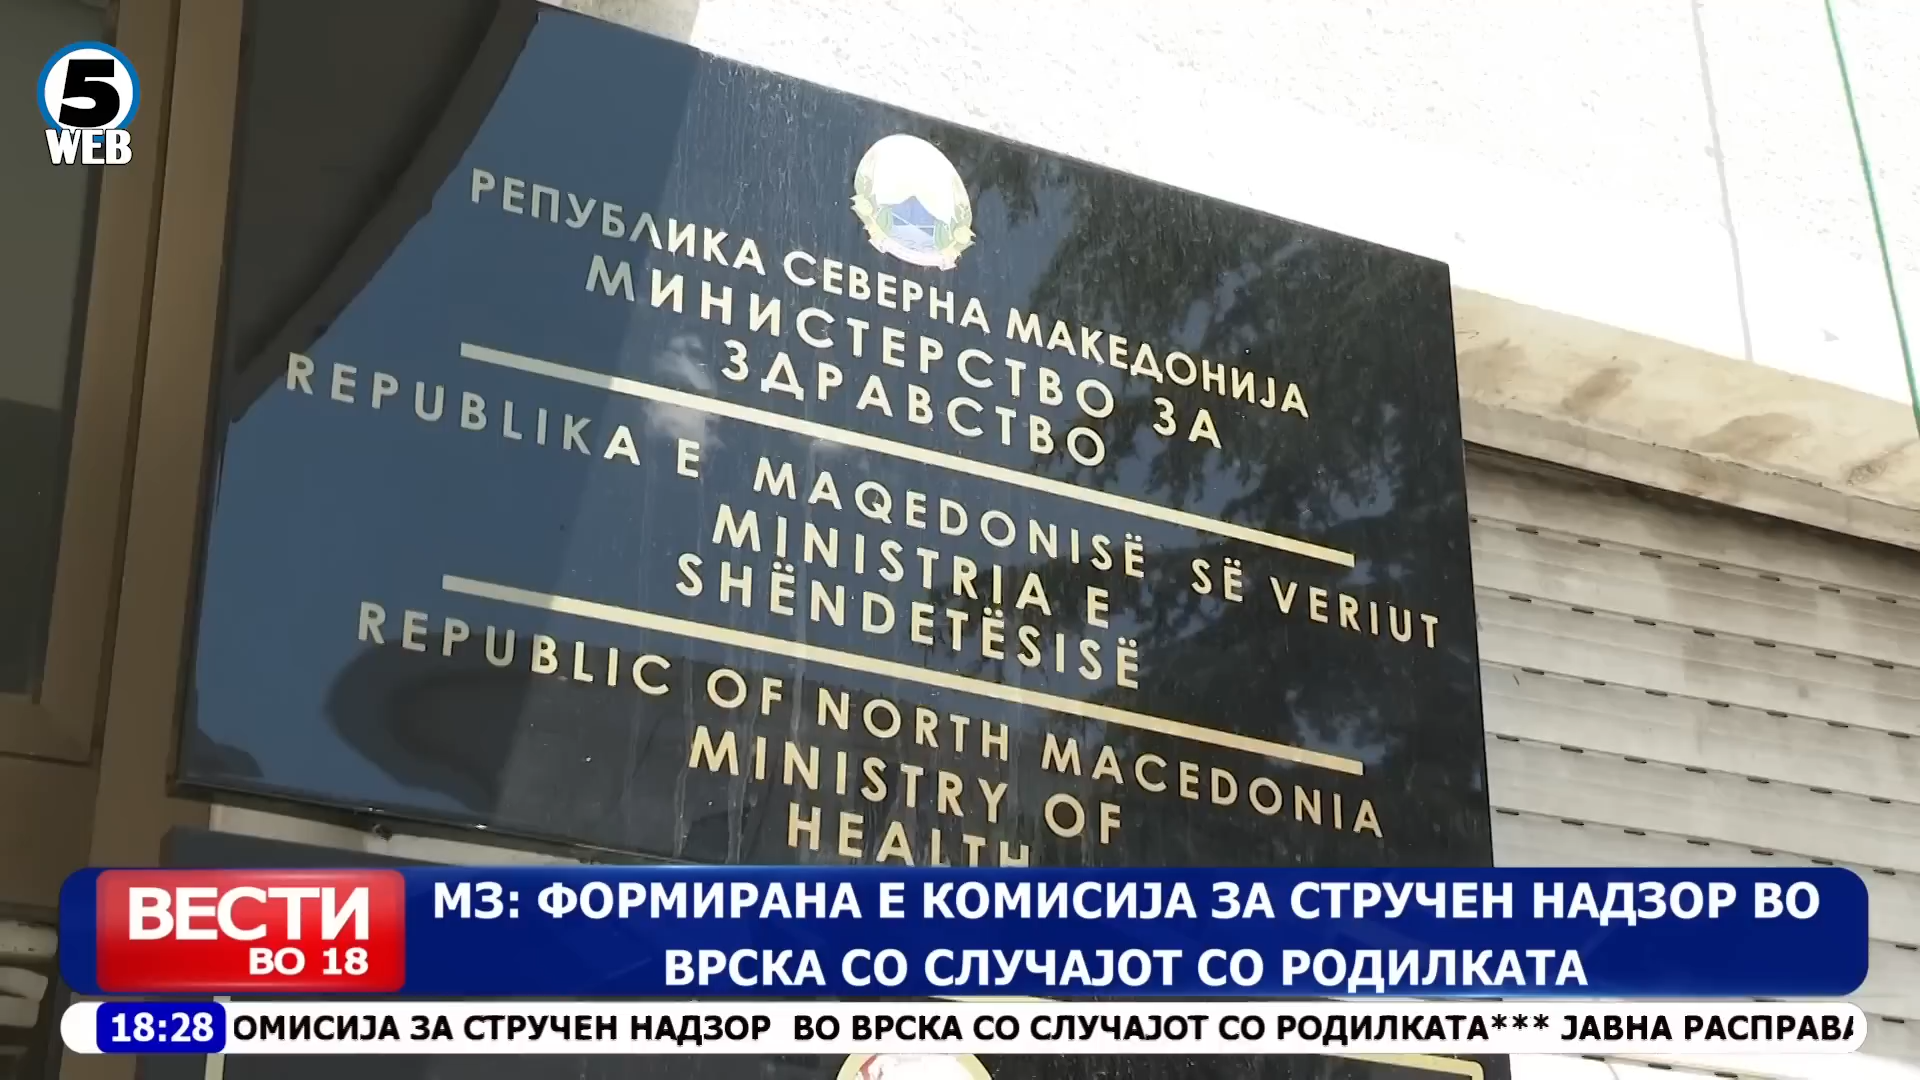 5
WEB
РЕПУБЛИКА СЕВЕРНА МАКЕДОНИЈА
МИНИСТЕРСТВО ЗА
ЗДРАВСТВО
REPUBLIKA E MAQEDONISË SË VERIUT
MINISTRIA E
SHËNDETËSISË
REPUBLIC OF NORTH MACEDONIA
MINISTRY OF
HEALTH
ВЕСТИ
ВО 18
МЗ: ФОРМИРАНА Е КОМИСИЈА ЗА СТРУЧЕН НАДЗОР ВО
ВРСКА СО СЛУЧАЈОТ СО РОДИЛКАТА
18:28 ОМИСИЈА ЗА СТРУЧЕН НАДЗОР ВО ВРСКА СО СЛУЧАЈОТ СО РОДИЛКАТА*** ЈАВНА РАСПРАВА